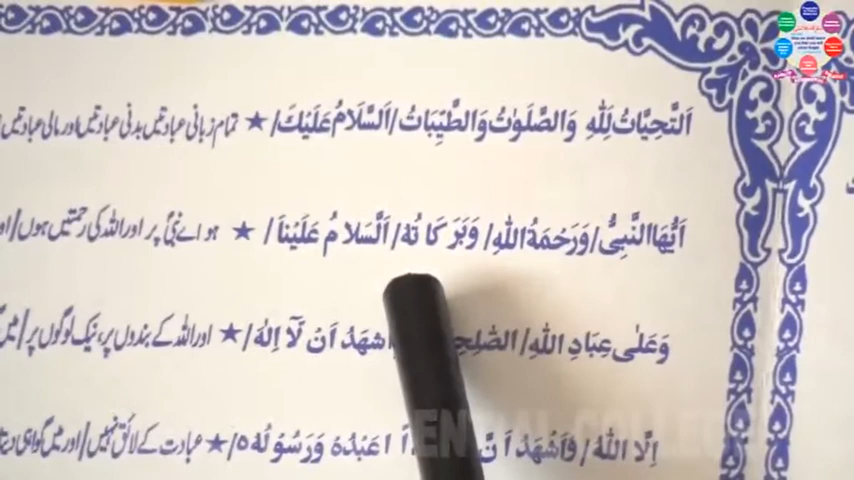 اَلتَّحِيَّاتُ لِلّٰهِ وَالصَّلَوٰتُ وَالطَّيِّبَاتُ/اَلسَّلَامُ عَلَيْكَ/ ★ تمام زبانی عبادتیں بدنی عبادتیں اور مالی عبادتیں
اَيُّهَا النَّبِىُّ/وَرَحْمَةُ اللّٰهِ/وَبَرَكَاتُهٗ/اَلسَّلَامُ عَلَيْنَا/ ★ ہو اے نبیؐ پر اور اللہ کی رحمتیں ہوں/
وَعَلٰى عِبَادِ اللّٰهِ/ اَنْ لَّآ اِلٰهَ/ ★ اور اللہ کے بندوں پر، نیک لوگوں پر/
اِلَّا اللّٰهُ/وَاَشْهَدُ اَنَّ اعَبْدُهٗ وَرَسُوْلُهٗ٥/ ★ عبادت کے لائق نہیں/اور میں گواہی